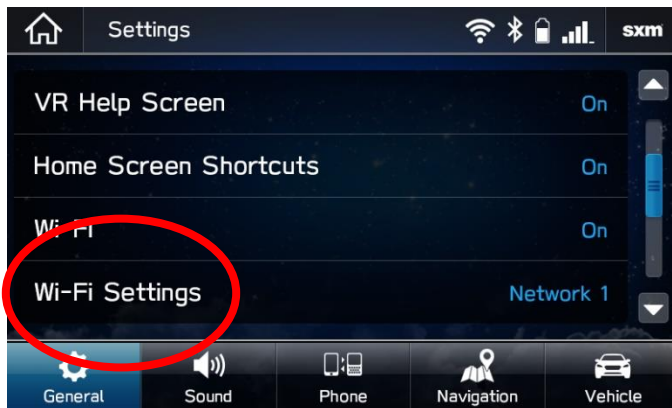 Settings
sxm
VR Help Screen On
Home Screen Shortcuts On
Wi-Fi On
Wi-Fi Settings Network 1
General Sound Phone Navigation Vehicle